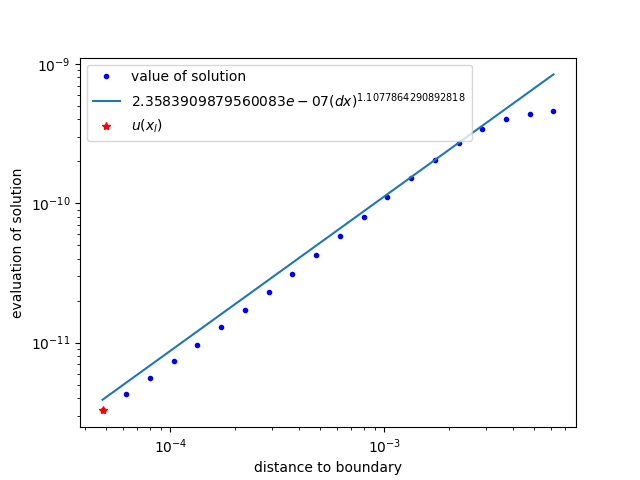 10⁻⁹
10⁻¹⁰
10⁻¹¹
evaluation of solution
value of solution
2.3583909879560083e − 07(dx)^1.1077864290892818
u(x_l)
10⁻⁴
10⁻³
distance to boundary